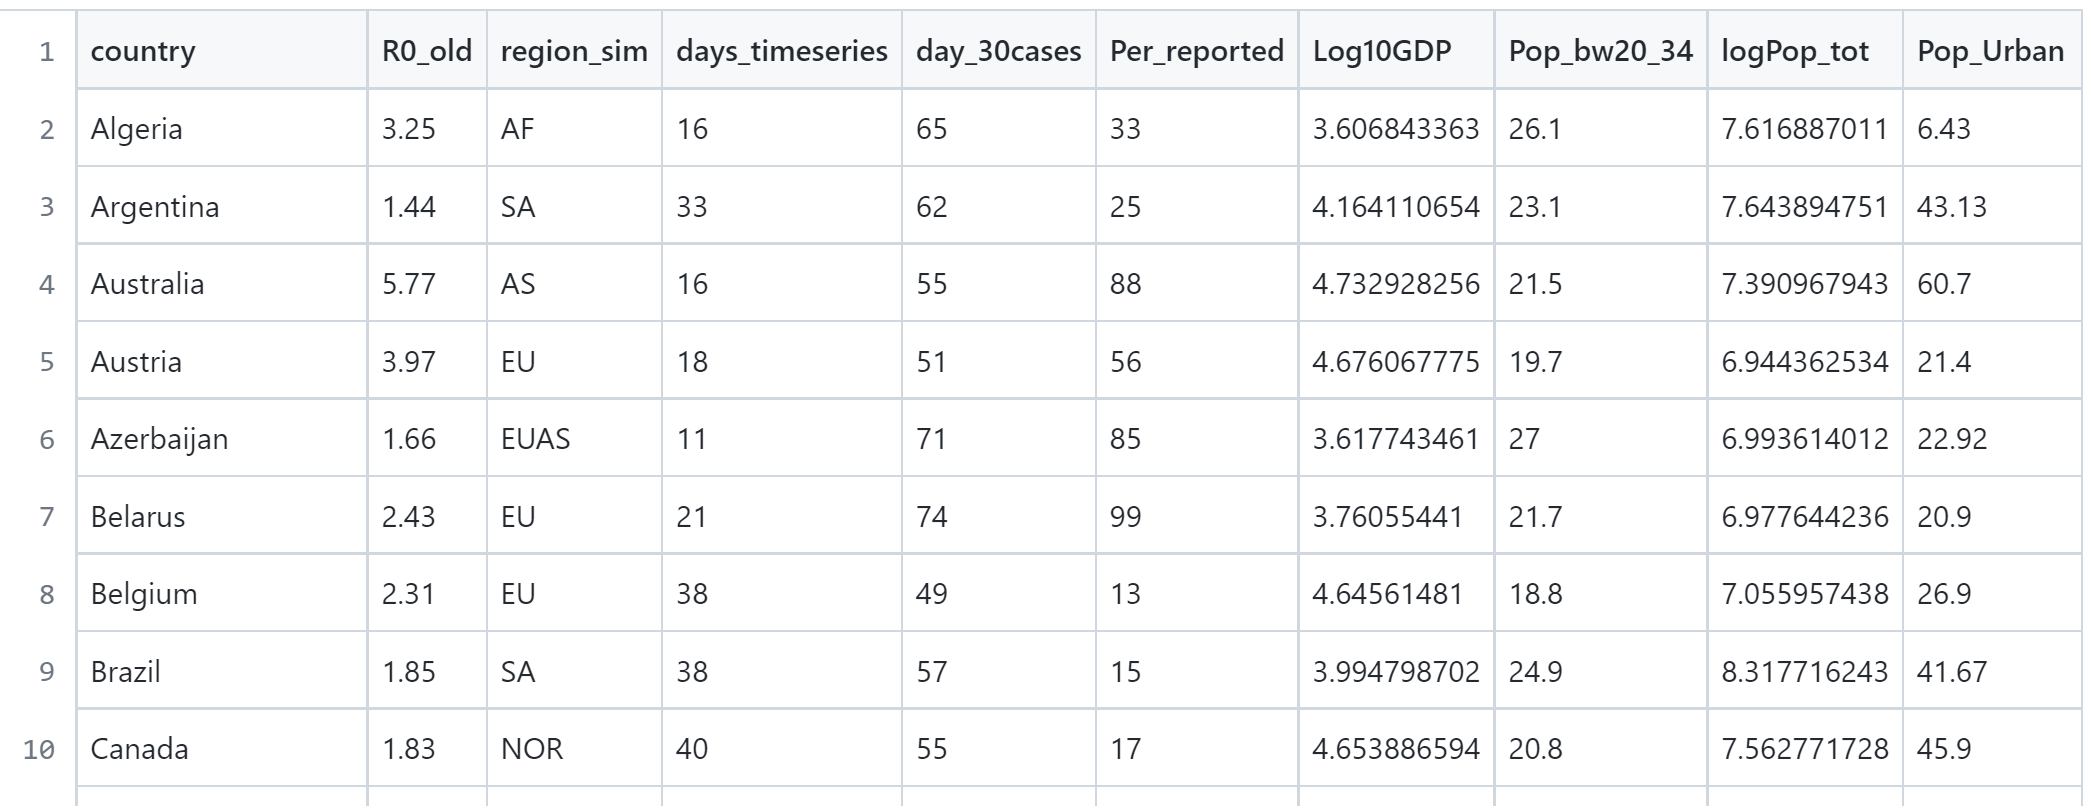 1 country R0_old region_sim days_timeseries day_30cases Per_reported Log10GDP Pop_bw20_34 logPop_tot Pop_Urban
2 Algeria 3.25 AF 16 65 33 3.606843363 26.1 7.616887011 6.43
3 Argentina 1.44 SA 33 62 25 4.164110654 23.1 7.643894751 43.13
4 Australia 5.77 AS 16 55 88 4.732928256 21.5 7.390967943 60.7
5 Austria 3.97 EU 18 51 56 4.676067775 19.7 6.944362534 21.4
6 Azerbaijan 1.66 EUAS 11 71 85 3.617743461 27 6.993614012 22.92
7 Belarus 2.43 EU 21 74 99 3.76055441 21.7 6.977644236 20.9
8 Belgium 2.31 EU 38 49 13 4.64561481 18.8 7.055957438 26.9
9 Brazil 1.85 SA 38 57 15 3.994798702 24.9 8.317716243 41.67
10 Canada 1.83 NOR 40 55 17 4.653886594 20.8 7.562771728 45.9